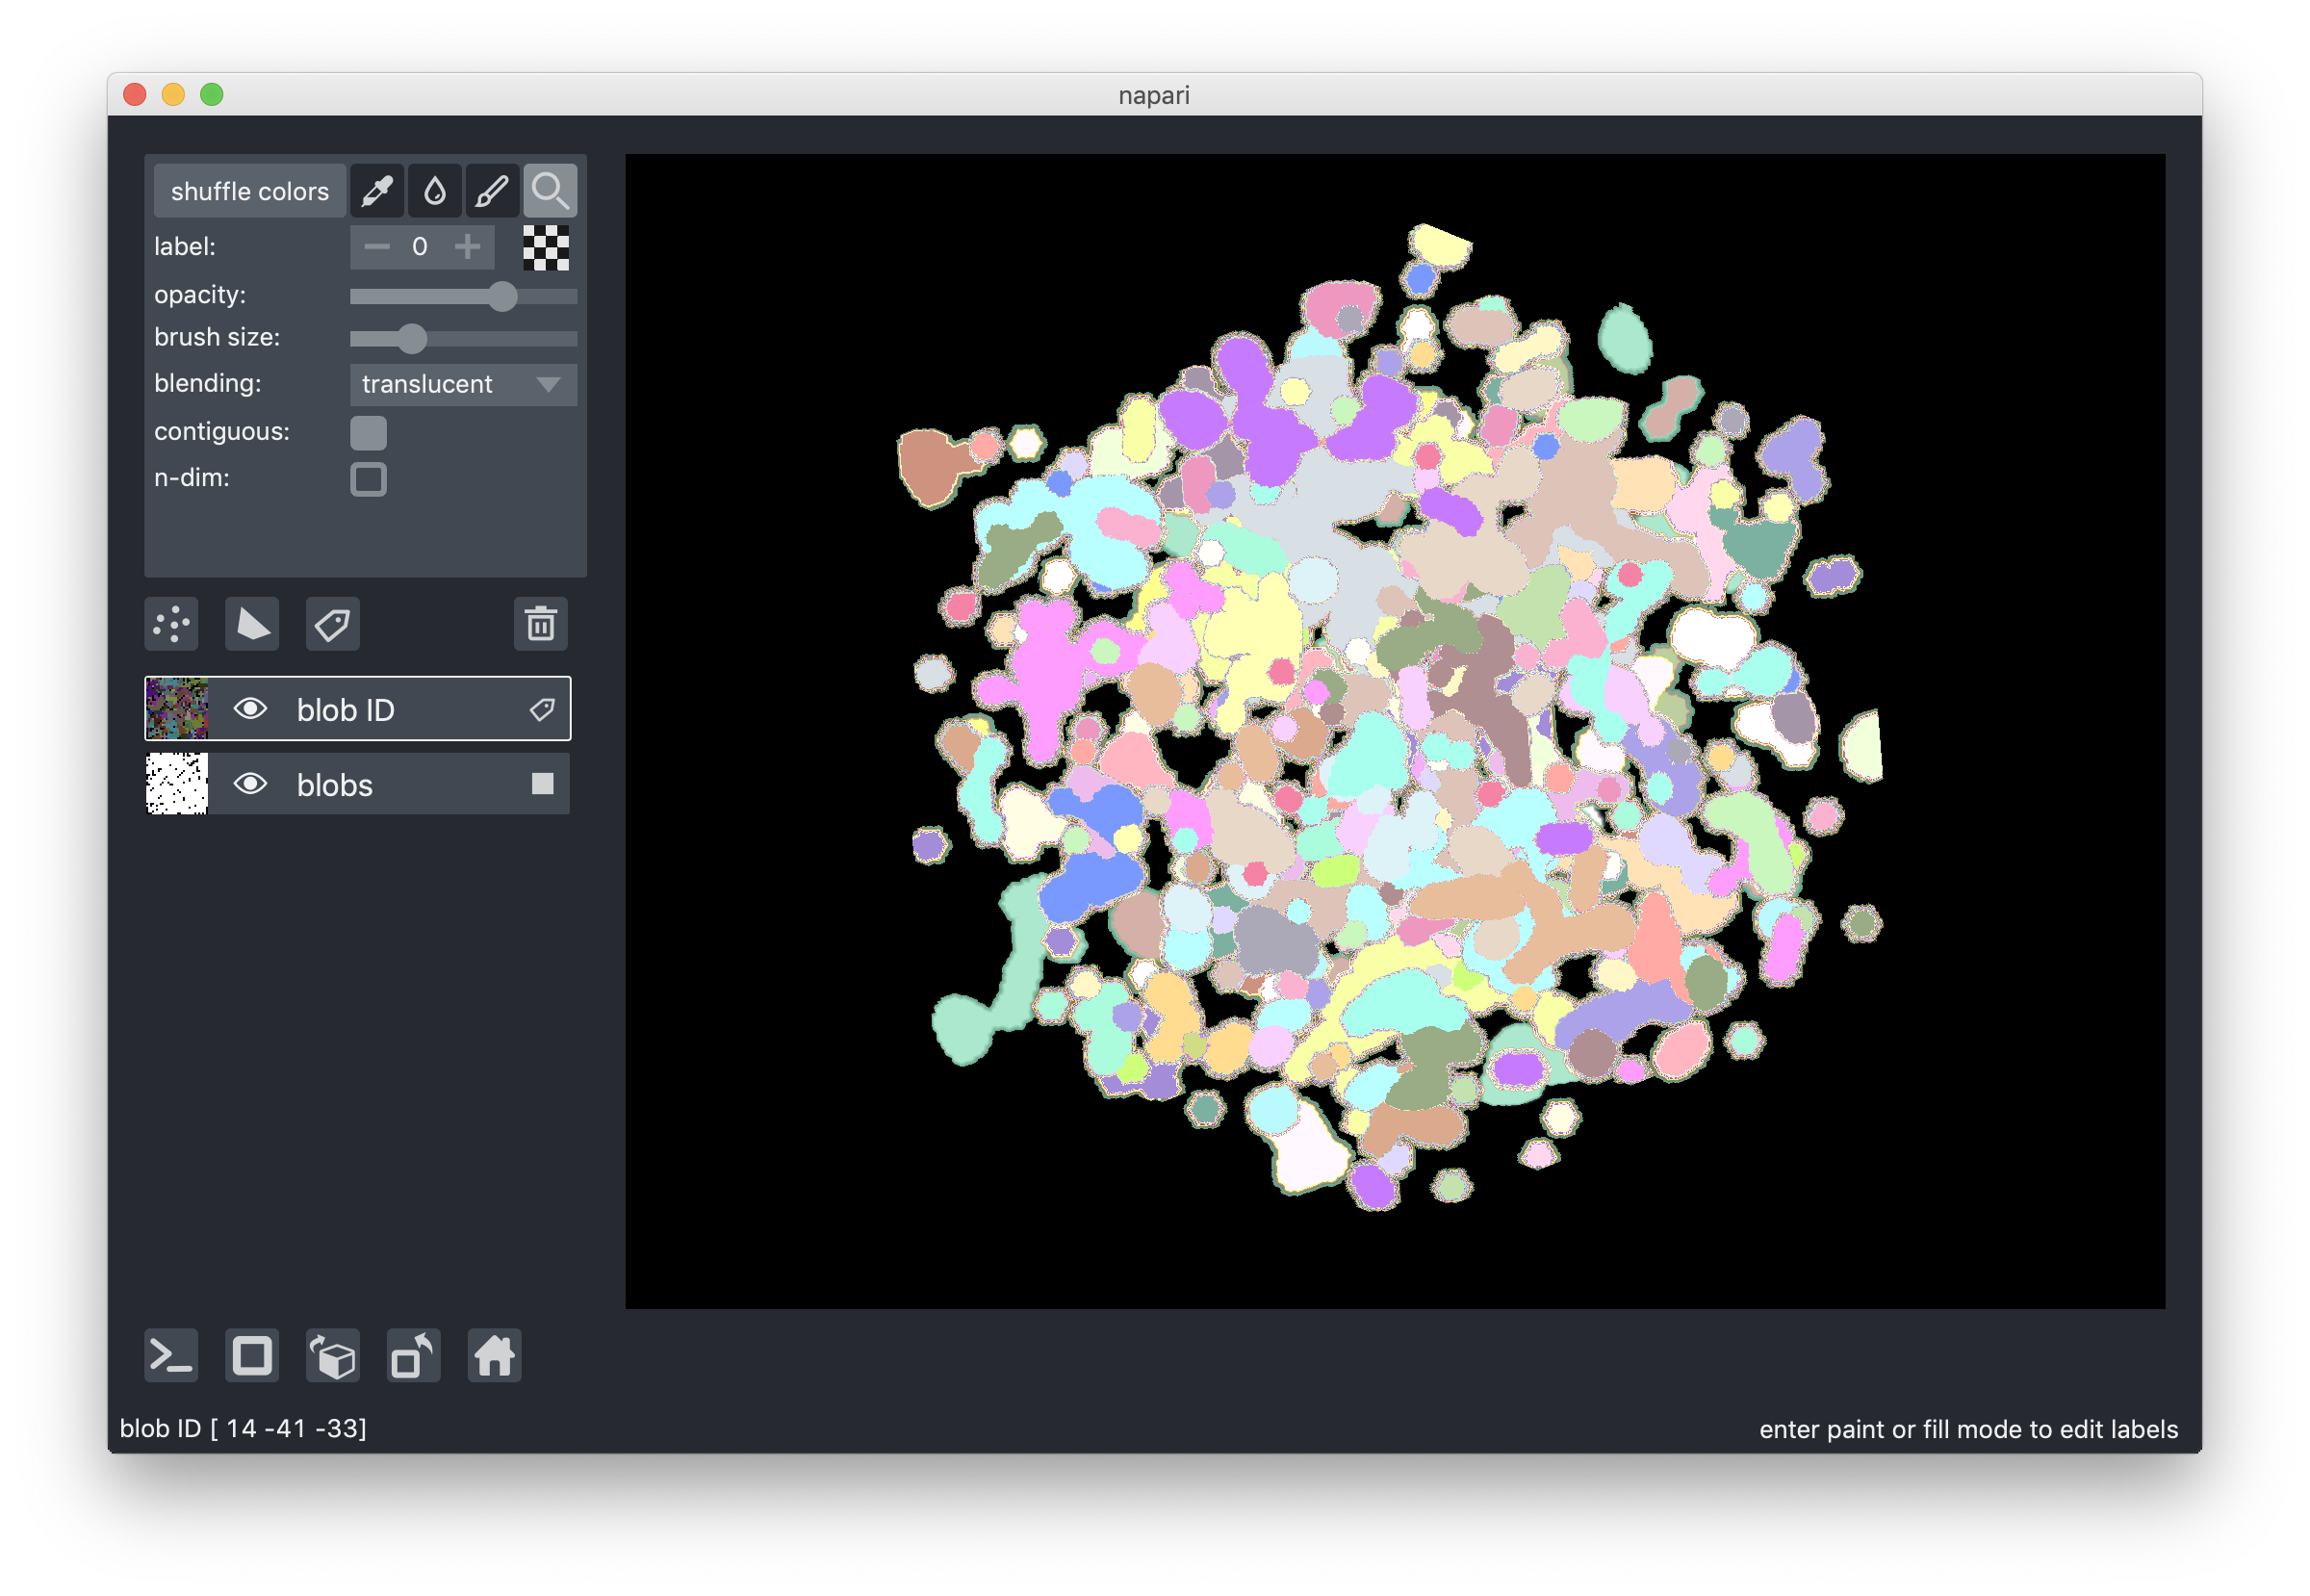 napari
shuffle colors
label: 0
opacity:
brush size:
blending: translucent
contiguous:
n-dim:
blob ID
blobs
blob ID [ 14 -41 -33]
enter paint or fill mode to edit labels